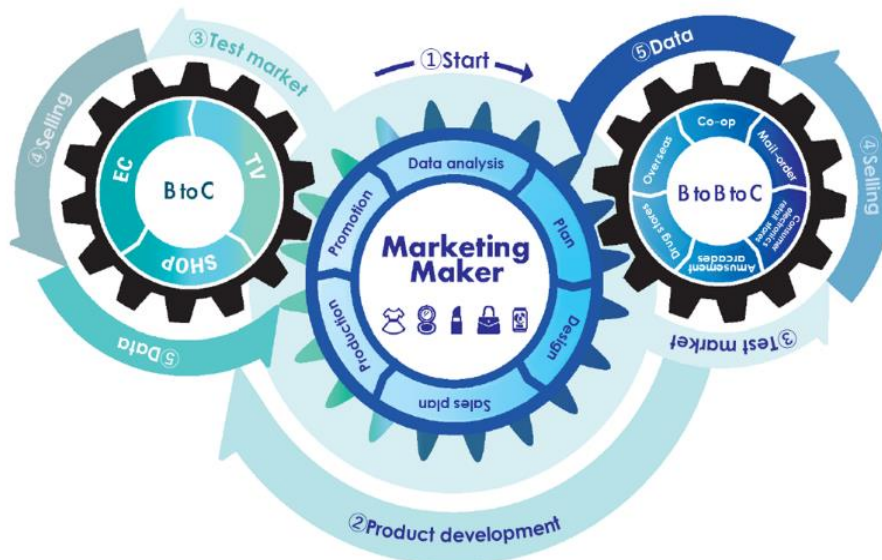 ①Start
②Product development
③Test market
④Selling
⑤Data
B to C
TV
SHOP
EC
Marketing
Maker
Data analysis
Plan
Design
Sales plan
Production
Promotion
⑤Data
④Selling
③Test market
B to B to C
Co-op
Mail-order
Consumer
electronics
retail stores
Amusement
arcades
Drug stores
Overseas